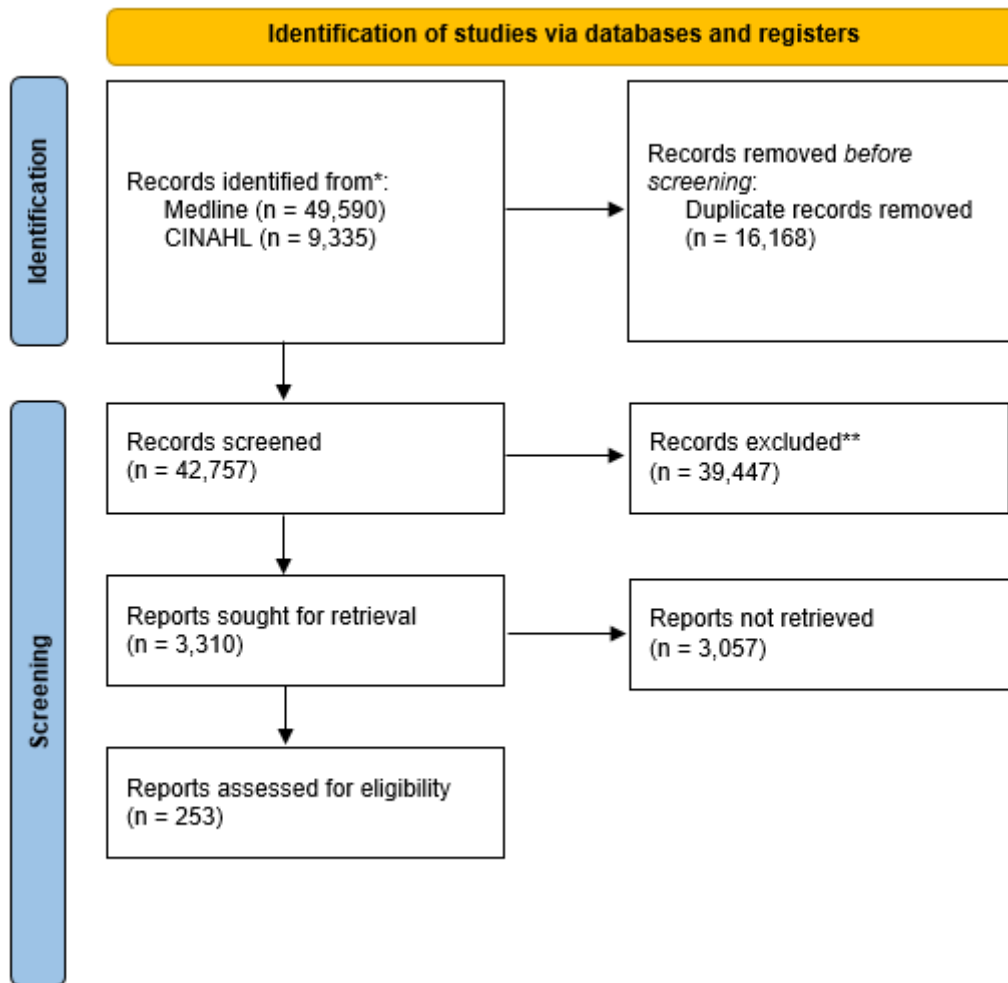 Identification of studies via databases and registers
Identification
Records identified from*:
Medline (n = 49,590)
CINAHL (n = 9,335)
Records removed before
screening:
Duplicate records removed
(n = 16,168)
Screening
Records screened
(n = 42,757)
Records excluded**
(n = 39,447)
Reports sought for retrieval
(n = 3,310)
Reports not retrieved
(n = 3,057)
Reports assessed for eligibility
(n = 253)